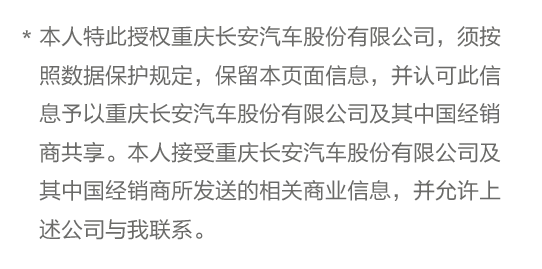 * 本人特此授权重庆长安汽车股份有限公司，须按
照数据保护规定，保留本页面信息，并认可此信
息予以重庆长安汽车股份有限公司及其中国经销
商共享。本人接受重庆长安汽车股份有限公司及
其中国经销商所发送的相关商业信息，并允许上
述公司与我联系。